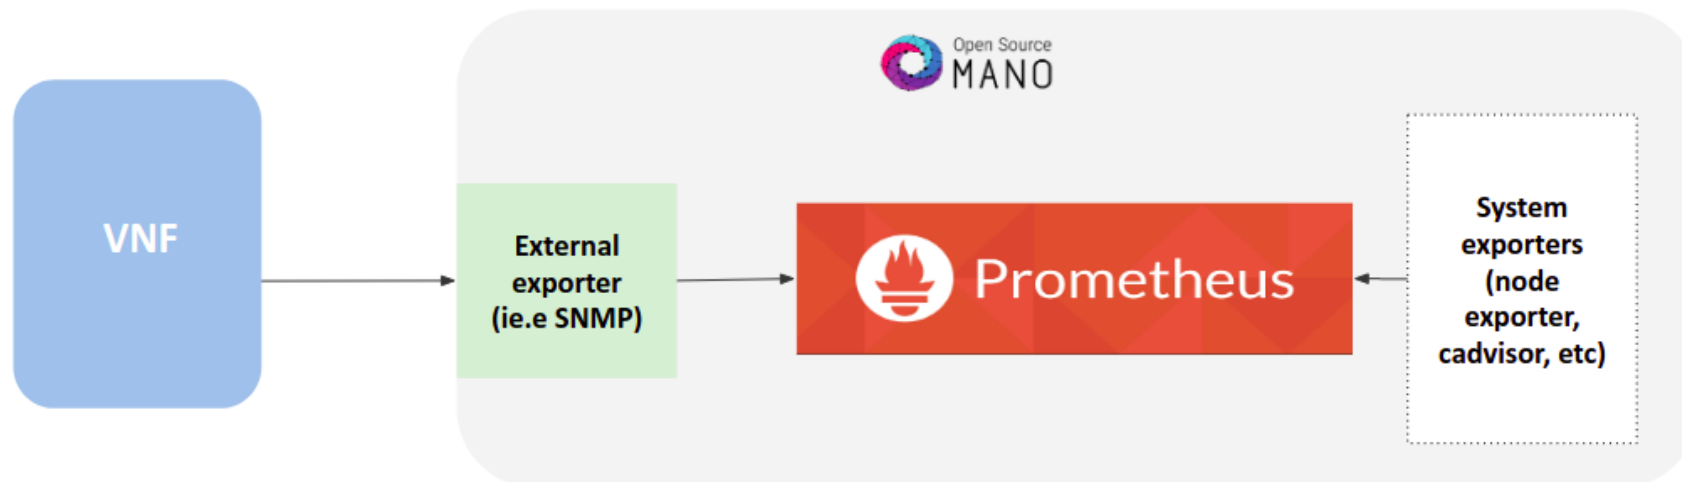 Open Source
MANO
VNF
External
exporter
(ie.e SNMP)
Prometheus
System
exporters
(node
exporter,
cadvisor, etc)